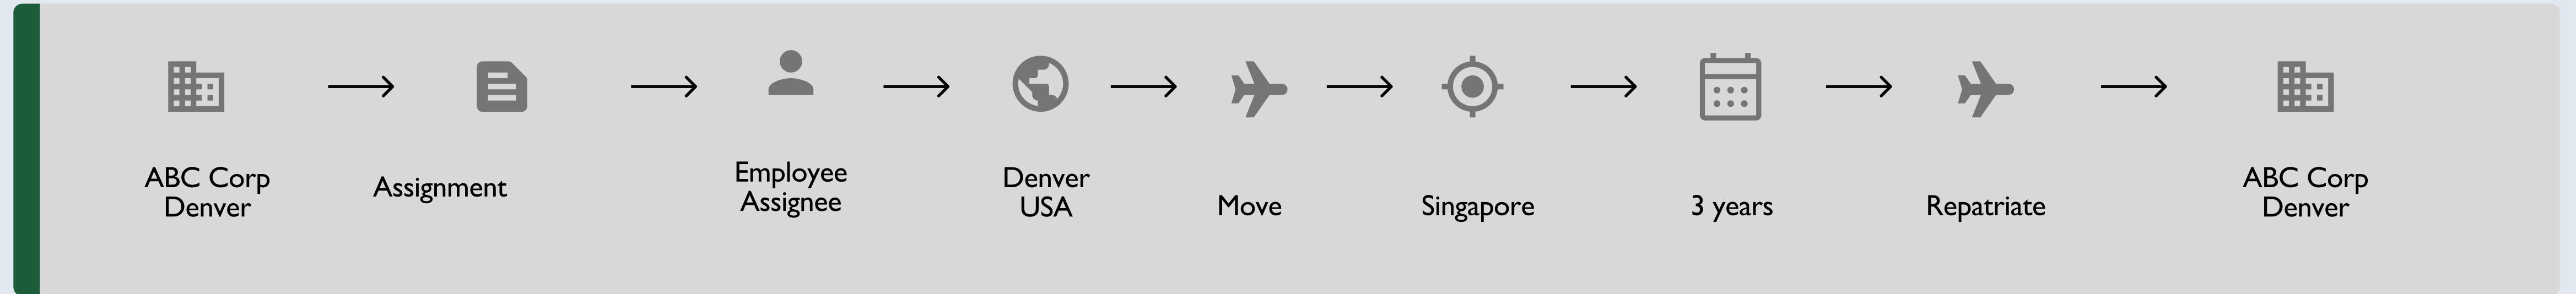 ABC Corp
Denver
Assignment
Employee
Assignee
Denver
USA
Move
Singapore
3 years
Repatriate
ABC Corp
Denver